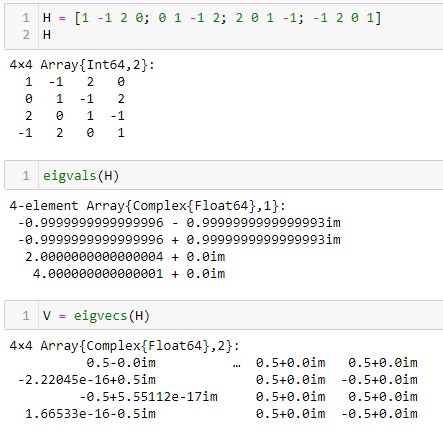 1 H = [1 -1 2 0; 0 1 -1 2; 2 0 1 -1; -1 2 0 1]
2 H
4×4 Array{Int64,2}:
1 -1 2 0
0 1 -1 2
2 0 1 -1
-1 2 0 1
1 eigvals(H)
4-element Array{Complex{Float64},1}:
-0.9999999999999996 - 0.9999999999999993im
-0.9999999999999996 + 0.9999999999999993im
2.0000000000000004 + 0.0im
4.000000000000001 + 0.0im
1 V = eigvecs(H)
4×4 Array{Complex{Float64},2}:
0.5-0.0im … 0.5+0.0im 0.5+0.0im
-2.22045e-16+0.5im 0.5+0.0im -0.5+0.0im
-0.5+5.55112e-17im 0.5+0.0im 0.5+0.0im
1.66533e-16-0.5im 0.5+0.0im -0.5+0.0im